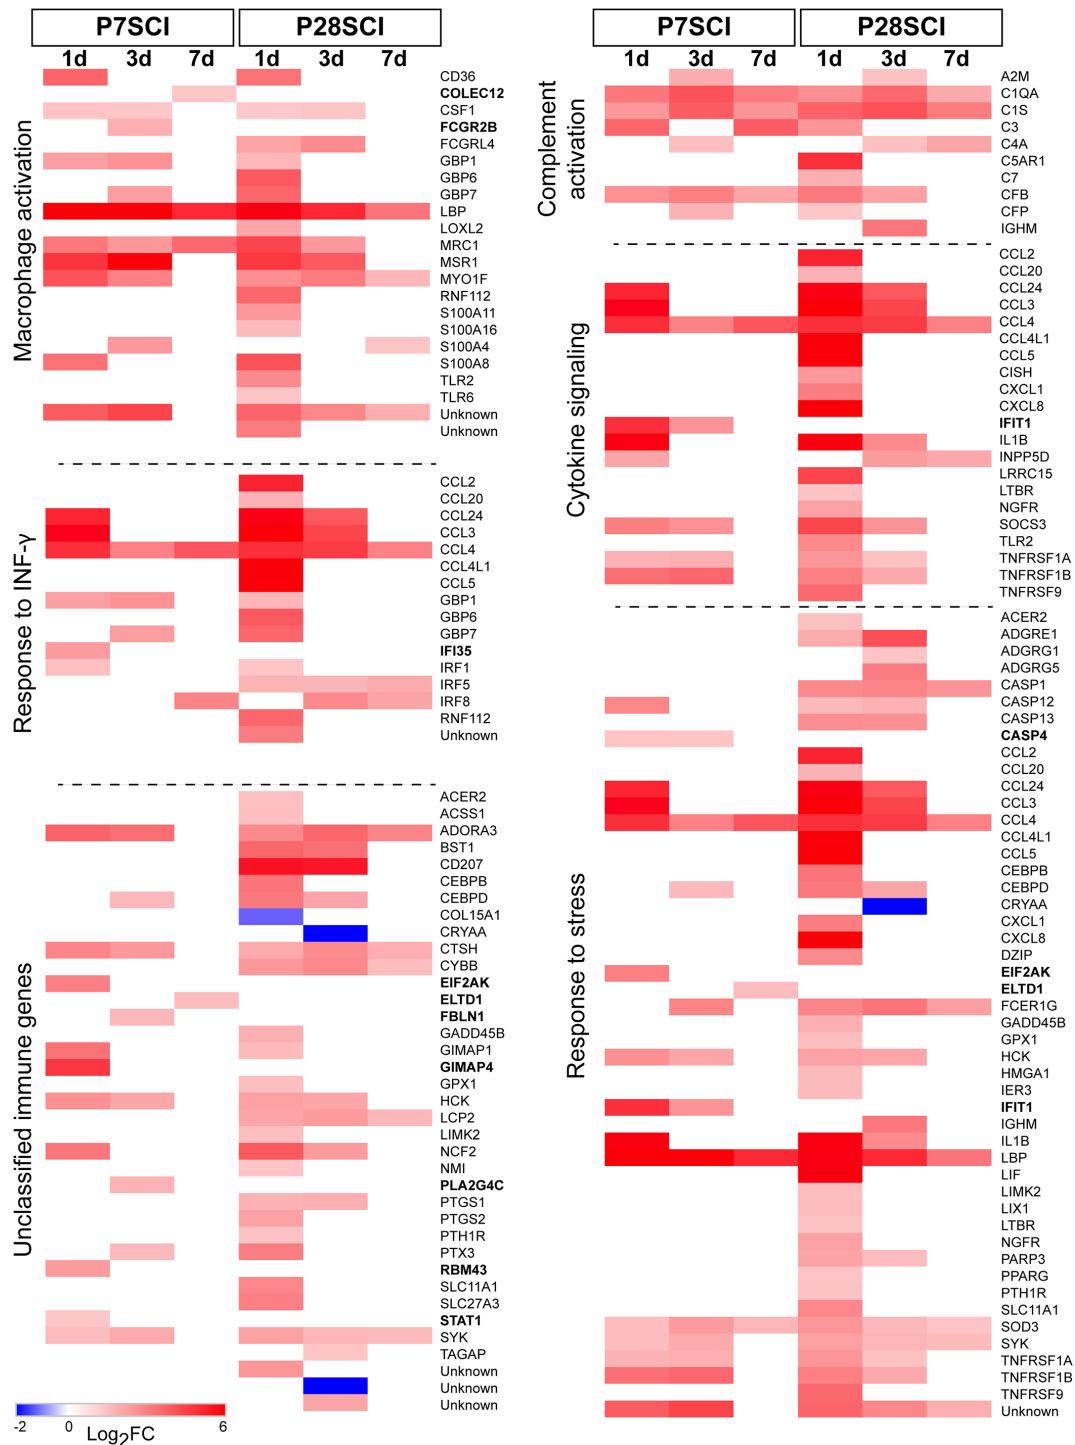 P7SCI P28SCI
1d 3d 7d 1d 3d 7d
Macrophage activation
CD36
COLEC12
CSF1
FCGR2B
FCGRL4
GBP1
GBP6
GBP7
LBP
LOXL2
MRC1
MSR1
MYO1F
RNF112
S100A11
S100A16
S100A4
S100A8
TLR2
TLR6
Unknown
Unknown
Response to INF-γ
CCL2
CCL20
CCL24
CCL3
CCL4
CCL4L1
CCL5
GBP1
GBP6
GBP7
IFI35
IRF1
IRF5
IRF8
RNF112
Unknown
Unclassified immune genes
ACER2
ACSS1
ADORA3
BST1
CD207
CEBPB
CEBPD
COL15A1
CRYAA
CTSH
CYBB
EIF2AK
ELTD1
FBLN1
GADD45B
GIMAP1
GIMAP4
GPX1
HCK
LCP2
LIMK2
NCF2
NMI
PLA2G4C
PTGS1
PTGS2
PTH1R
PTX3
RBM43
SLC11A1
SLC27A3
STAT1
SYK
TAGAP
Unknown
Unknown
Unknown
-2 0 6
Log2FC
P7SCI P28SCI
1d 3d 7d 1d 3d 7d
Complement
activation
A2M
C1QA
C1S
C3
C4A
C5AR1
C7
CFB
CFP
IGHM
Cytokine signaling
CCL2
CCL20
CCL24
CCL3
CCL4
CCL4L1
CCL5
CISH
CXCL1
CXCL8
IFIT1
IL1B
INPP5D
LRRC15
LTBR
NGFR
SOCS3
TLR2
TNFRSF1A
TNFRSF1B
TNFRSF9
Response to stress
ACER2
ADGRE1
ADGRG1
ADGRG5
CASP1
CASP12
CASP13
CASP4
CCL2
CCL20
CCL24
CCL3
CCL4
CCL4L1
CCL5
CEBPB
CEBPD
CRYAA
CXCL1
CXCL8
DZIP
EIF2AK
ELTD1
FCER1G
GADD45B
GPX1
HCK
HMGA1
IER3
IFIT1
IGHM
IL1B
LBP
LIF
LIMK2
LIX1
LTBR
NGFR
PARP3
PPARG
PTH1R
SLC11A1
SOD3
SYK
TNFRSF1A
TNFRSF1B
TNFRSF9
Unknown